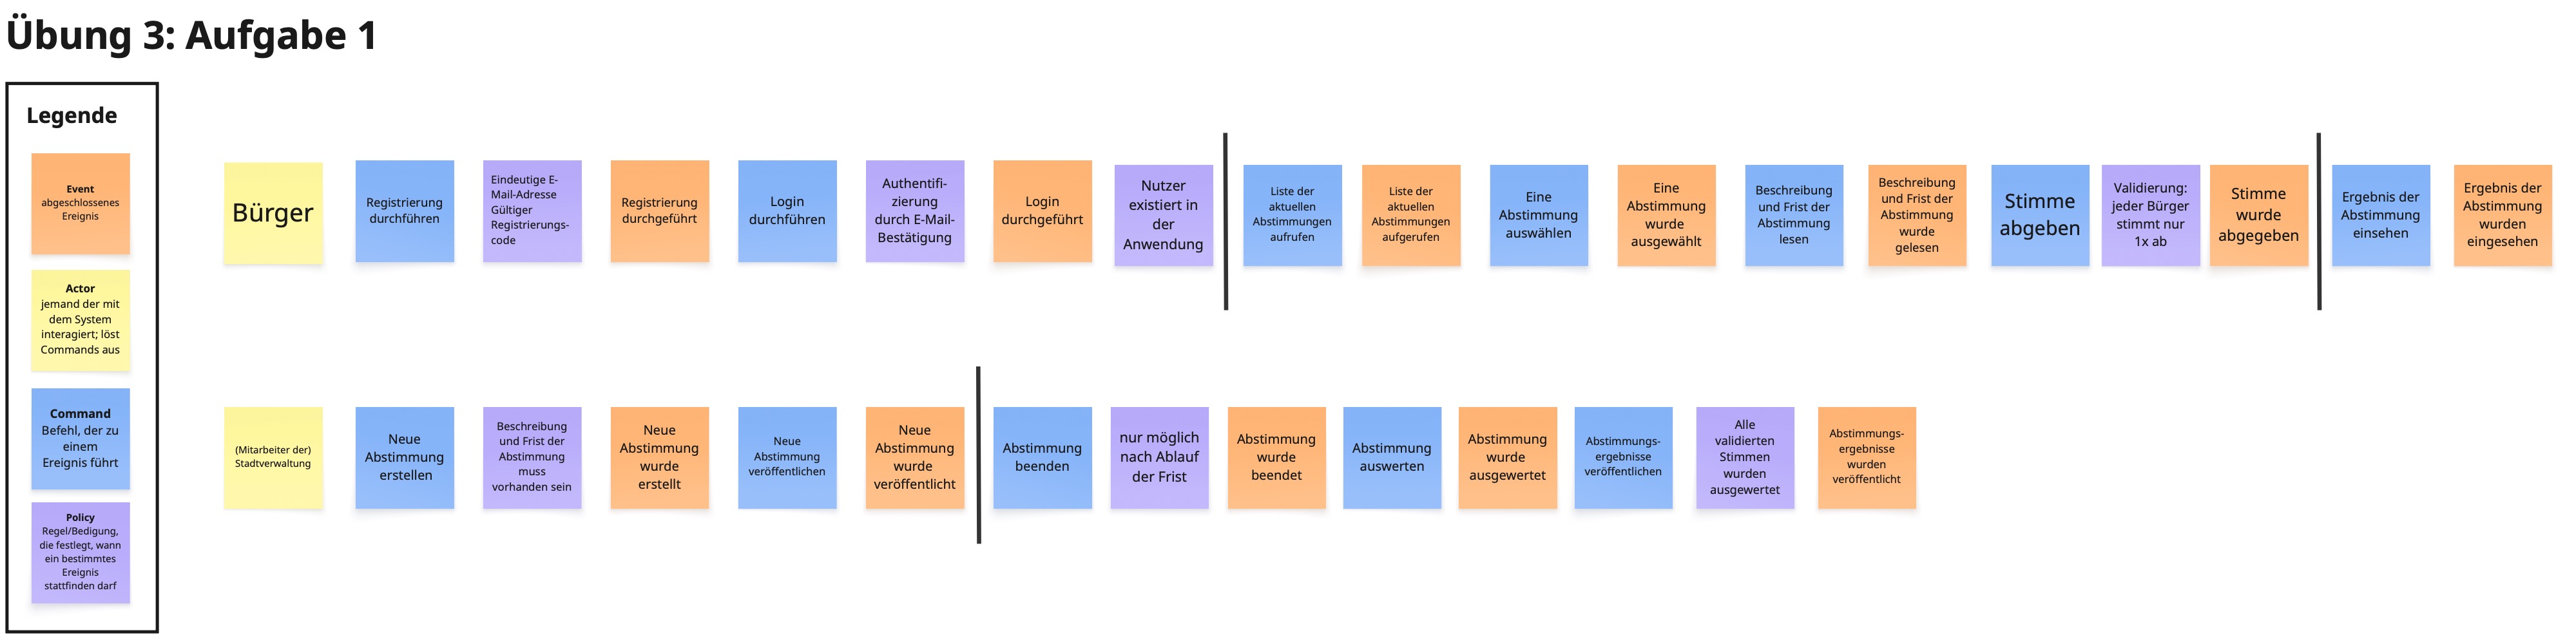 Übung 3: Aufgabe 1
Legende
Event
abgeschlossenes
Ereignis
Actor
jemand der mit
dem System
interagiert; löst
Commands aus
Command
Befehl, der zu
einem
Ereignis führt
Policy
Regel/Bedigung,
die festlegt, wann
ein bestimmtes
Ereignis
stattfinden darf
Bürger
Registrierung
durchführen
Eindeutige E-
Mail-Adresse
Gültiger
Registrierungs-
code
Registrierung
durchgeführt
Login
durchführen
Authentifi-
zierung
durch E-Mail-
Bestätigung
Login
durchgeführt
Nutzer
existiert in
der
Anwendung
Liste der
aktuellen
Abstimmungen
aufrufen
Liste der
aktuellen
Abstimmungen
aufgerufen
Eine
Abstimmung
auswählen
Eine
Abstimmung
wurde
ausgewählt
Beschreibung
und Frist der
Abstimmung
lesen
Beschreibung
und Frist der
Abstimmung
wurde
gelesen
Stimme
abgeben
Validierung:
jeder Bürger
stimmt nur
1x ab
Stimme
wurde
abgegeben
Ergebnis der
Abstimmung
einsehen
Ergebnis der
Abstimmung
wurden
eingesehen
(Mitarbeiter der)
Stadtverwaltung
Neue
Abstimmung
erstellen
Beschreibung
und Frist der
Abstimmung
muss
vorhanden sein
Neue
Abstimmung
wurde
erstellt
Neue
Abstimmung
veröffentlichen
Neue
Abstimmung
wurde
veröffentlicht
Abstimmung
beenden
nur möglich
nach Ablauf
der Frist
Abstimmung
wurde
beendet
Abstimmung
auswerten
Abstimmung
wurde
ausgewertet
Abstimmungs-
ergebnisse
veröffentlichen
Alle
validierten
Stimmen
wurden
ausgewertet
Abstimmungs-
ergebnisse
wurden
veröffentlicht